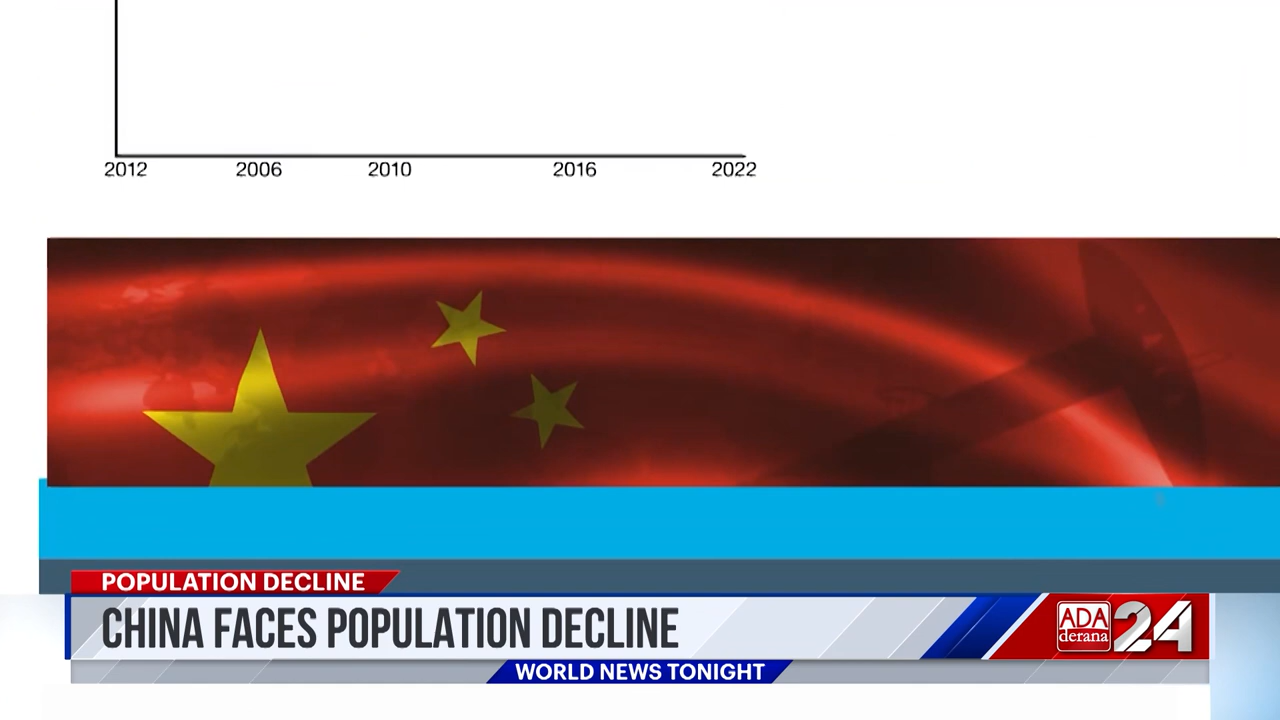 2012 2006 2010 2016 2022
POPULATION DECLINE
CHINA FACES POPULATION DECLINE
ADA
derana
24
WORLD NEWS TONIGHT